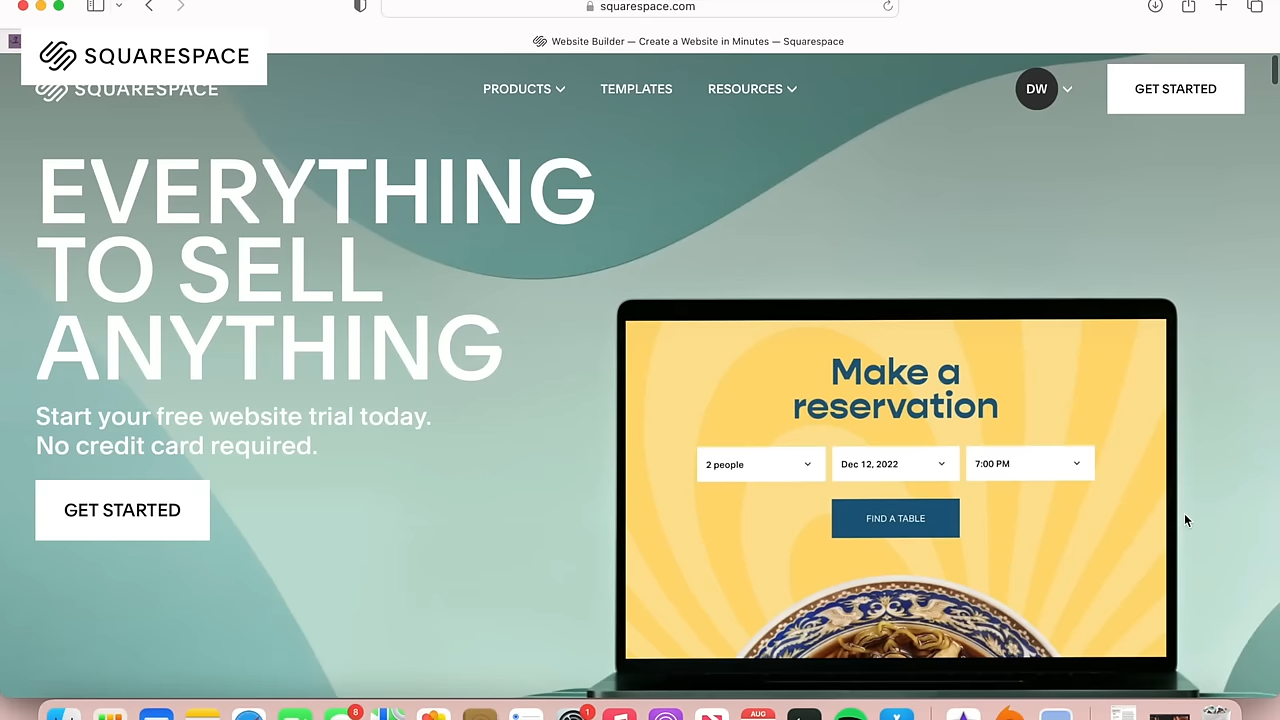 squarespace.com
Website Builder — Create a Website in Minutes — Squarespace
SQUARESPACE
SQUARESPACE
PRODUCTS
TEMPLATES
RESOURCES
DW
GET STARTED
EVERYTHING
TO SELL
ANYTHING
Start your free website trial today.
No credit card required.
GET STARTED
Make a
reservation
2 people
Dec 12, 2022
7:00 PM
FIND A TABLE
8
1
AUG